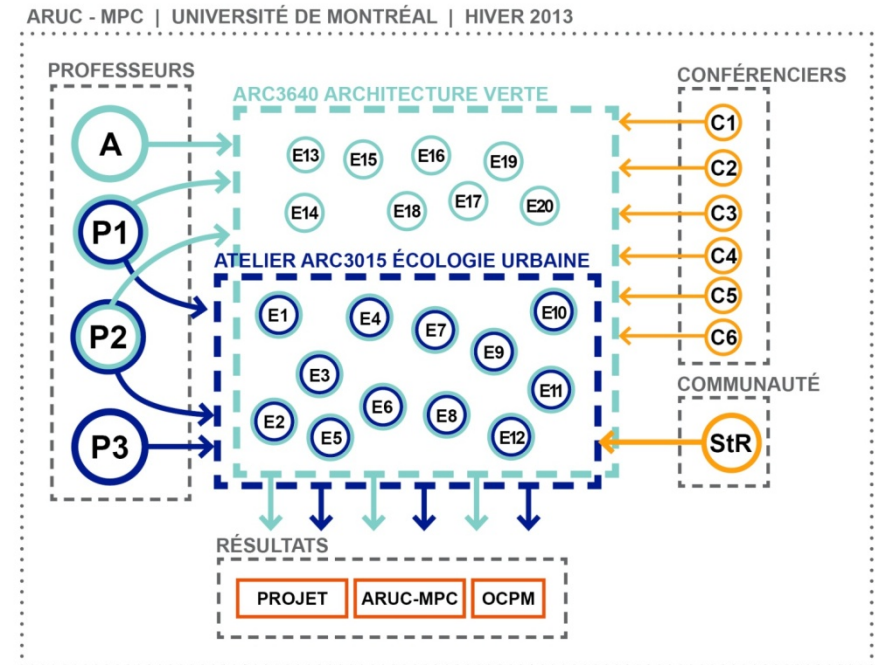 ARUC - MPC | UNIVERSITÉ DE MONTRÉAL | HIVER 2013
PROFESSEURS
A
P1
P2
P3
ARC3640 ARCHITECTURE VERTE
E13
E15
E16
E19
E14
E18
E17
E20
ATELIER ARC3015 ÉCOLOGIE URBAINE
E1
E4
E7
E10
E9
E3
E11
E2
E6
E8
E5
E12
CONFÉRENCIERS
C1
C2
C3
C4
C5
C6
COMMUNAUTÉ
StR
RÉSULTATS
PROJET
ARUC-MPC
OCPM